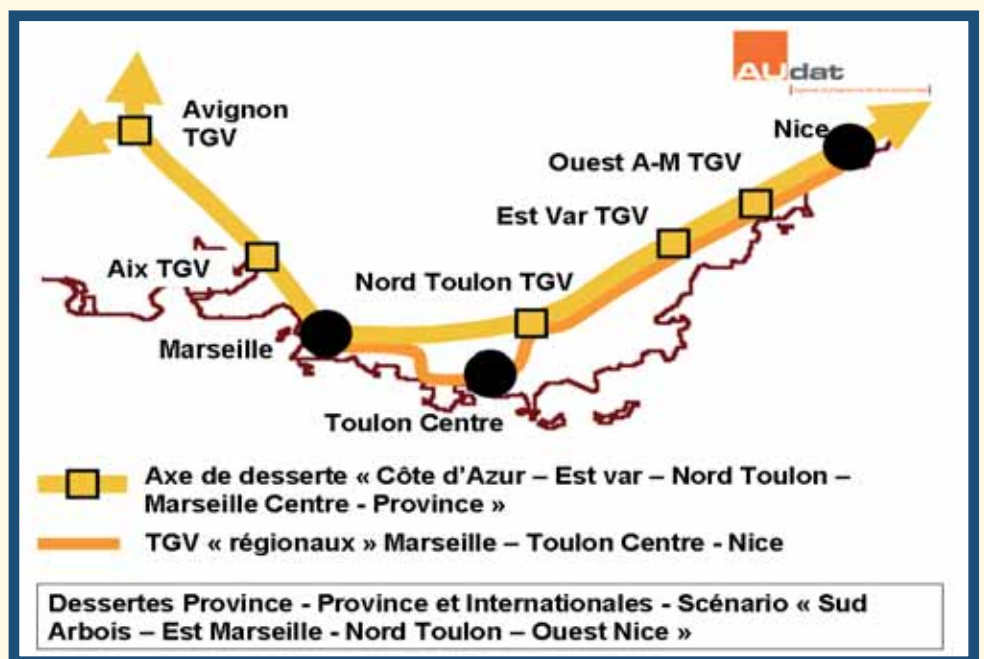 AUdat
Avignon
TGV
Nice
Ouest A-M TGV
Est Var TGV
Aix TGV
Nord Toulon TGV
Marseille
Toulon Centre
Axe de desserte « Côte d'Azur – Est var – Nord Toulon –
Marseille Centre - Province »
TGV « régionaux » Marseille – Toulon Centre - Nice
Dessertes Province - Province et Internationales - Scénario « Sud
Arbois – Est Marseille - Nord Toulon – Ouest Nice »